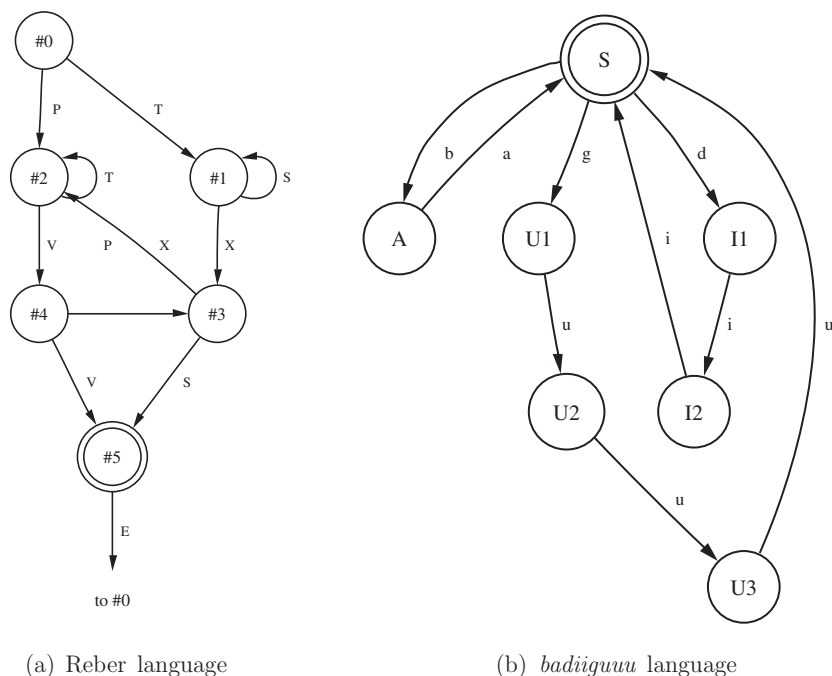 #0
P
T
#2
T
#1
S
V
P
X
X
#4
#3
V
S
#5
E
to #0
(a) Reber language
S
b
a
g
d
A
U1
I1
i
u
i
u
U2
I2
u
U3
(b) badiiguuu language